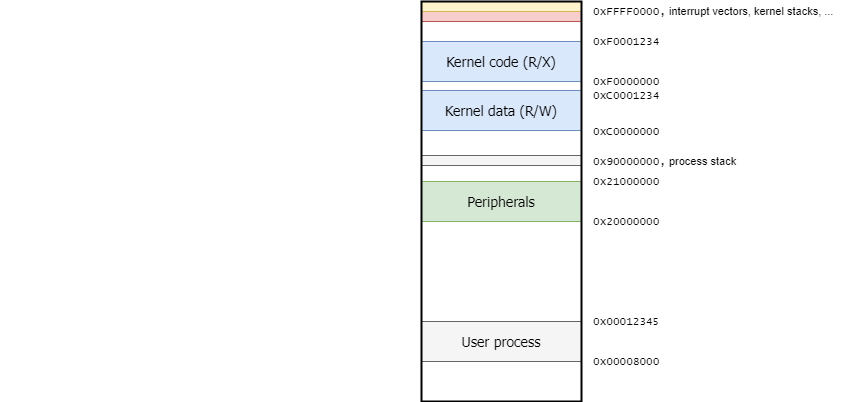 0xFFFF0000, interrupt vectors, kernel stacks, ...
0xF0001234
Kernel code (R/X)
0xF0000000
0xC0001234
Kernel data (R/W)
0xC0000000
0x90000000, process stack
0x21000000
Peripherals
0x20000000
0x00012345
User process
0x00008000